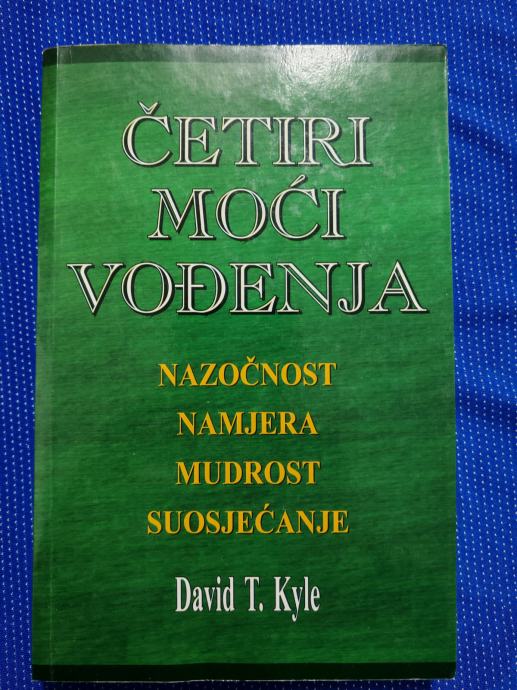 ČETIRI
MOĆI
VOĐENJA
NAZOČNOST
NAMJERA
MUDROST
SUOSJEĆANJE
David T. Kyle